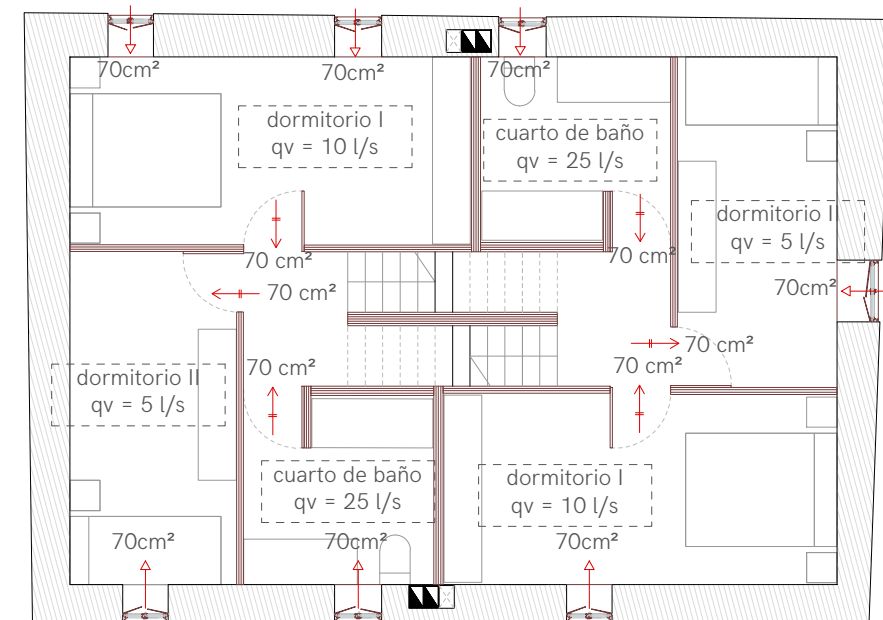 70cm²
70cm²
70cm²
dormitorio I
qv = 10 l/s
cuarto de baño
qv = 25 l/s
dormitorio II
qv = 5 l/s
70 cm²
70 cm²
70 cm²
70cm²
70 cm²
70 cm²
70 cm²
dormitorio II
qv = 5 l/s
cuarto de baño
qv = 25 l/s
dormitorio I
qv = 10 l/s
70cm²
70cm²
70cm²